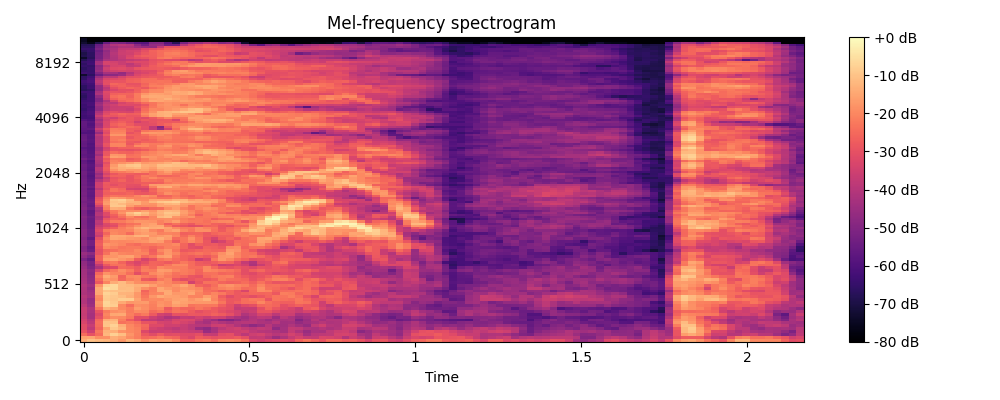 Mel-frequency spectrogram
Hz
8192
4096
2048
1024
512
0
0
0.5
1
1.5
2
Time
+0 dB
-10 dB
-20 dB
-30 dB
-40 dB
-50 dB
-60 dB
-70 dB
-80 dB